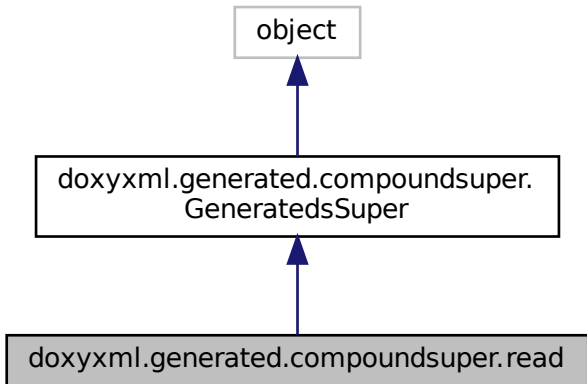 object
doxyxml.generated.compoundsuper.
GeneratedsSuper
doxyxml.generated.compoundsuper.read